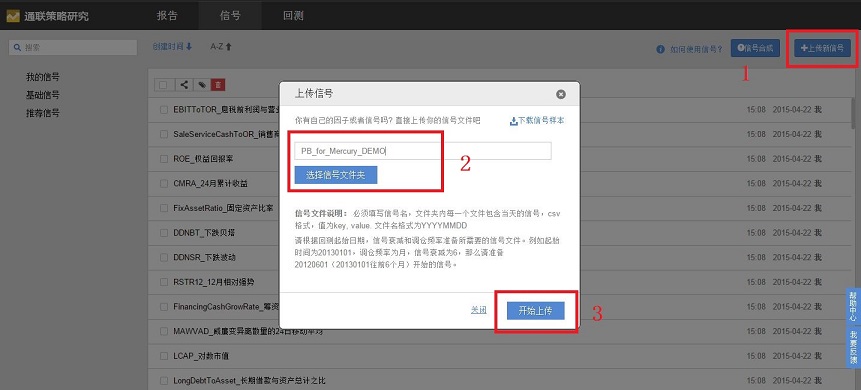 通联策略研究 报告 信号 回测
搜索 创建时间 A-Z 如何使用信号? 信号合成 上传新信号
1
我的信号
基础信号
推荐信号
上传信号
你有自己的因子或者信号吗? 直接上传你的信号文件吧 下载信号样本
PB_for_Mercury_DEMO
2
选择信号文件夹
信号文件说明: 必须填写信号名, 文件夹内每一个文件包含当天的信号, csv
格式, 值为key, value. 文件名格式为YYYYMMDD
请根据回测起始日期, 信号衰减和调仓频率准备所需要的信号文件。例如起始
时间为20130101, 调仓频率为月, 信号衰减为6, 那么请准备
20120601 (20130101往前6个月) 开始的信号。
关闭 开始上传
3
EBITToTOR_息税前利润与营业 15:08 2015-04-22 我
SaleServiceCashToOR_销售商 15:08 2015-04-22 我
ROE_权益回报率 15:08 2015-04-22 我
CMRA_24月累计收益 15:08 2015-04-22 我
FixAssetRatio_固定资产比率 15:08 2015-04-22 我
DDNBT_下跌贝塔 15:08 2015-04-22 我
DDNSR_下跌波动 15:08 2015-04-22 我
RSTR12_12月相对强势 15:08 2015-04-22 我
FinancingCashGrowRate_筹资 15:08 2015-04-22 我
MAWVAD_威廉变异离散量的24日移动平均 15:08 2015-04-22 我
LCAP_对数市值 15:08 2015-04-22 我
LongDebtToAsset_长期借款与资产总计之比 15:08 2015-04-22 我
帮助中心
我要反馈